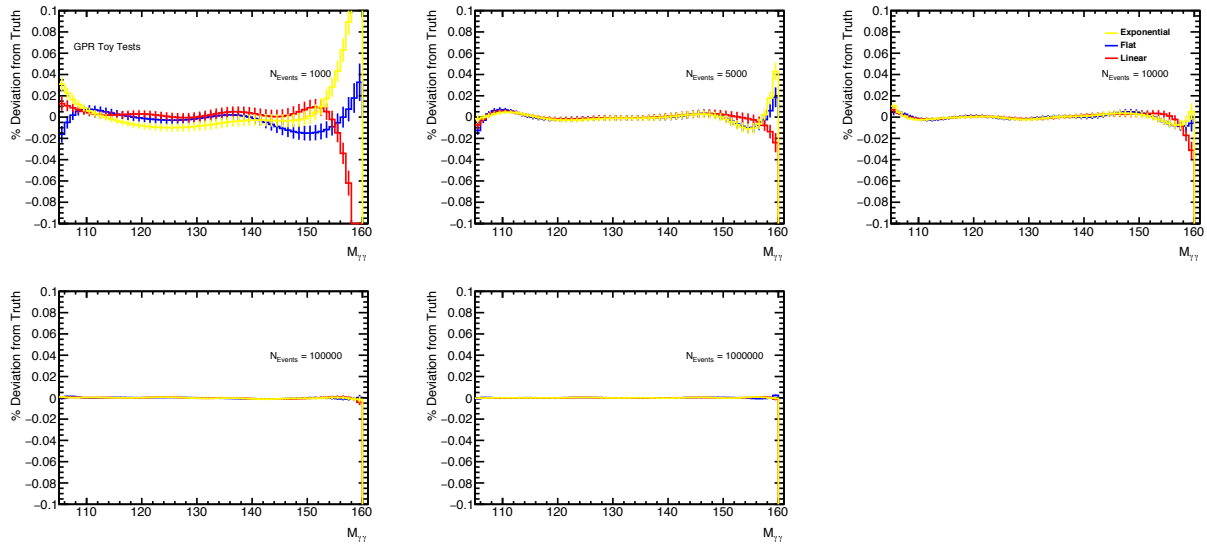 % Deviation from Truth
0.1
0.08
0.06
0.04
0.02
0
−0.02
−0.04
−0.06
−0.08
−0.1
GPR Toy Tests
N_Events = 1000
110 120 130 140 150 160
M_γγ
% Deviation from Truth
0.1
0.08
0.06
0.04
0.02
0
−0.02
−0.04
−0.06
−0.08
−0.1
N_Events = 5000
110 120 130 140 150 160
M_γγ
% Deviation from Truth
0.1
0.08
0.06
0.04
0.02
0
−0.02
−0.04
−0.06
−0.08
−0.1
Exponential
Flat
Linear
N_Events = 10000
110 120 130 140 150 160
M_γγ
% Deviation from Truth
0.1
0.08
0.06
0.04
0.02
0
−0.02
−0.04
−0.06
−0.08
−0.1
N_Events = 100000
110 120 130 140 150 160
M_γγ
% Deviation from Truth
0.1
0.08
0.06
0.04
0.02
0
−0.02
−0.04
−0.06
−0.08
−0.1
N_Events = 1000000
110 120 130 140 150 160
M_γγ